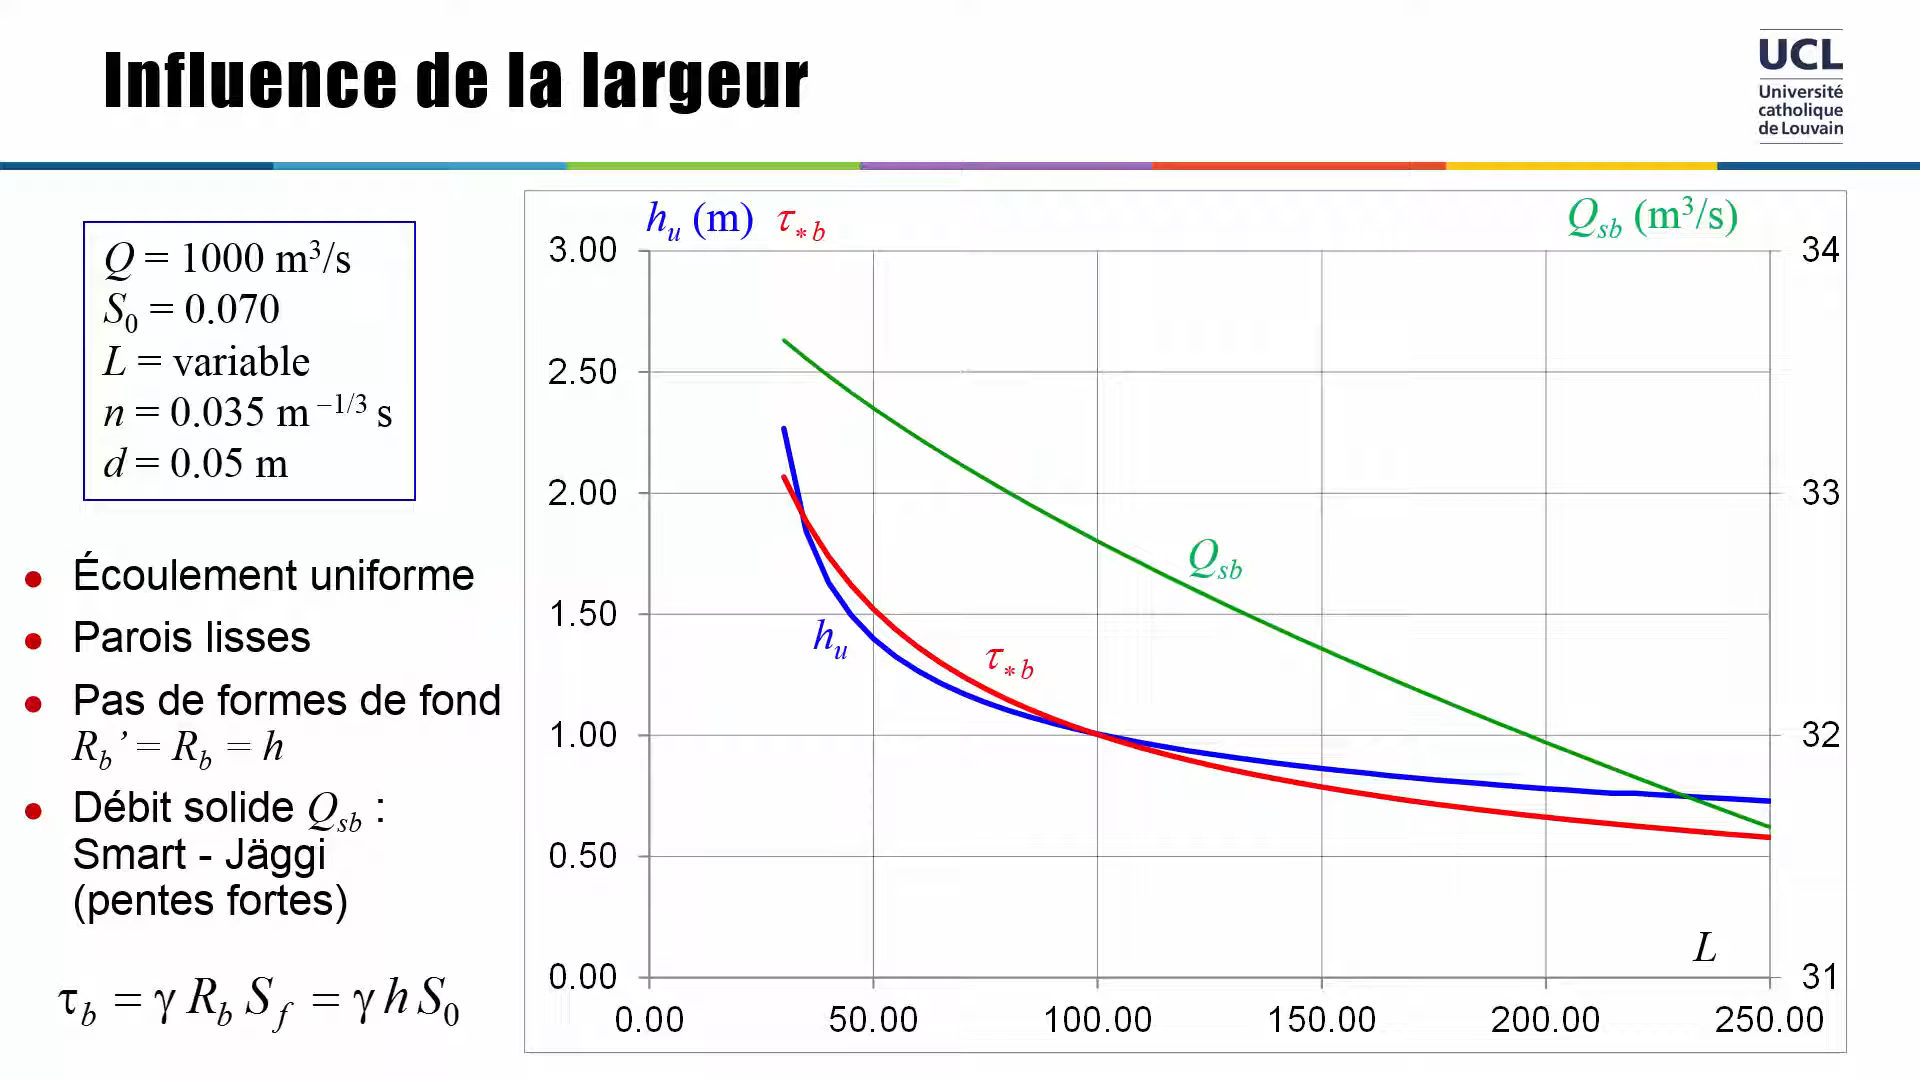 Influence de la largeur
UCL
Université
catholique
de Louvain
Q = 1000 m³/s
S₀ = 0.070
L = variable
n = 0.035 m⁻¹/³ s
d = 0.05 m
• Écoulement uniforme
• Parois lisses
• Pas de formes de fond
R_b’ = R_b = h
• Débit solide Q_sb :
Smart - Jäggi
(pentes fortes)
τ_b = γ R_b S_f = γ h S₀
h_u (m) τ_*b
Q_sb (m³/s)
3.00
2.50
2.00
1.50
1.00
0.50
0.00
34
33
32
31
Q_sb
h_u
τ_*b
L
0.00 50.00 100.00 150.00 200.00 250.00